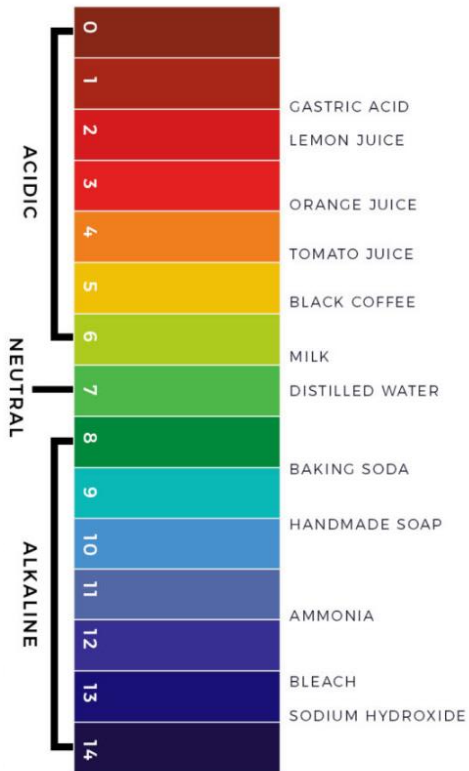 0
1
2
3
4
5
6
7
8
9
10
11
12
13
14
ACIDIC
NEUTRAL
ALKALINE
GASTRIC ACID
LEMON JUICE
ORANGE JUICE
TOMATO JUICE
BLACK COFFEE
MILK
DISTILLED WATER
BAKING SODA
HANDMADE SOAP
AMMONIA
BLEACH
SODIUM HYDROXIDE